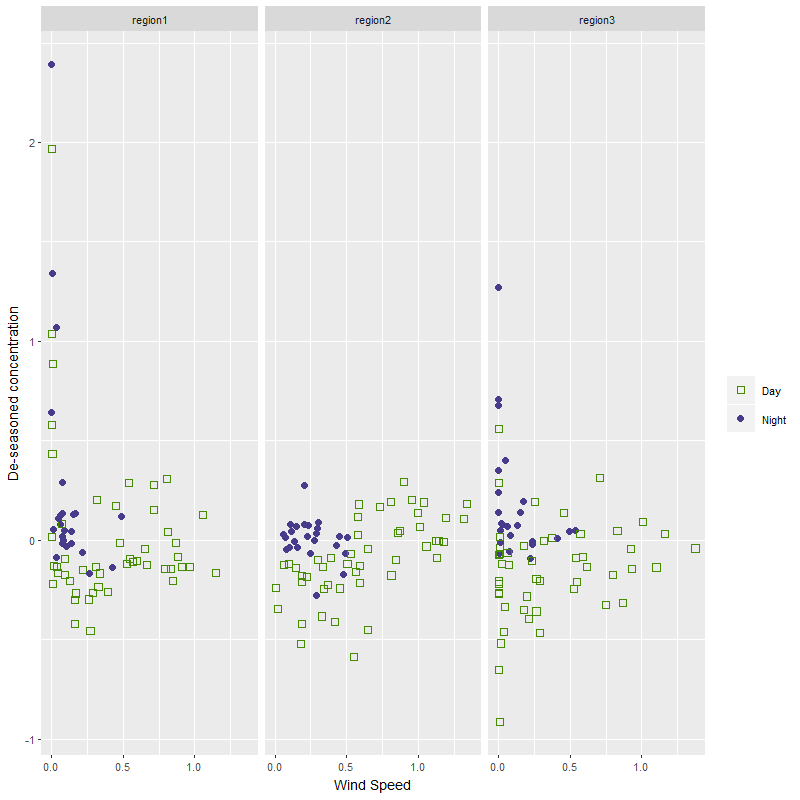 region1 region2 region3
De-seasoned concentration
2
1
0
-1
0.0 0.5 1.0 0.0 0.5 1.0 0.0 0.5 1.0
Wind Speed
Day
Night